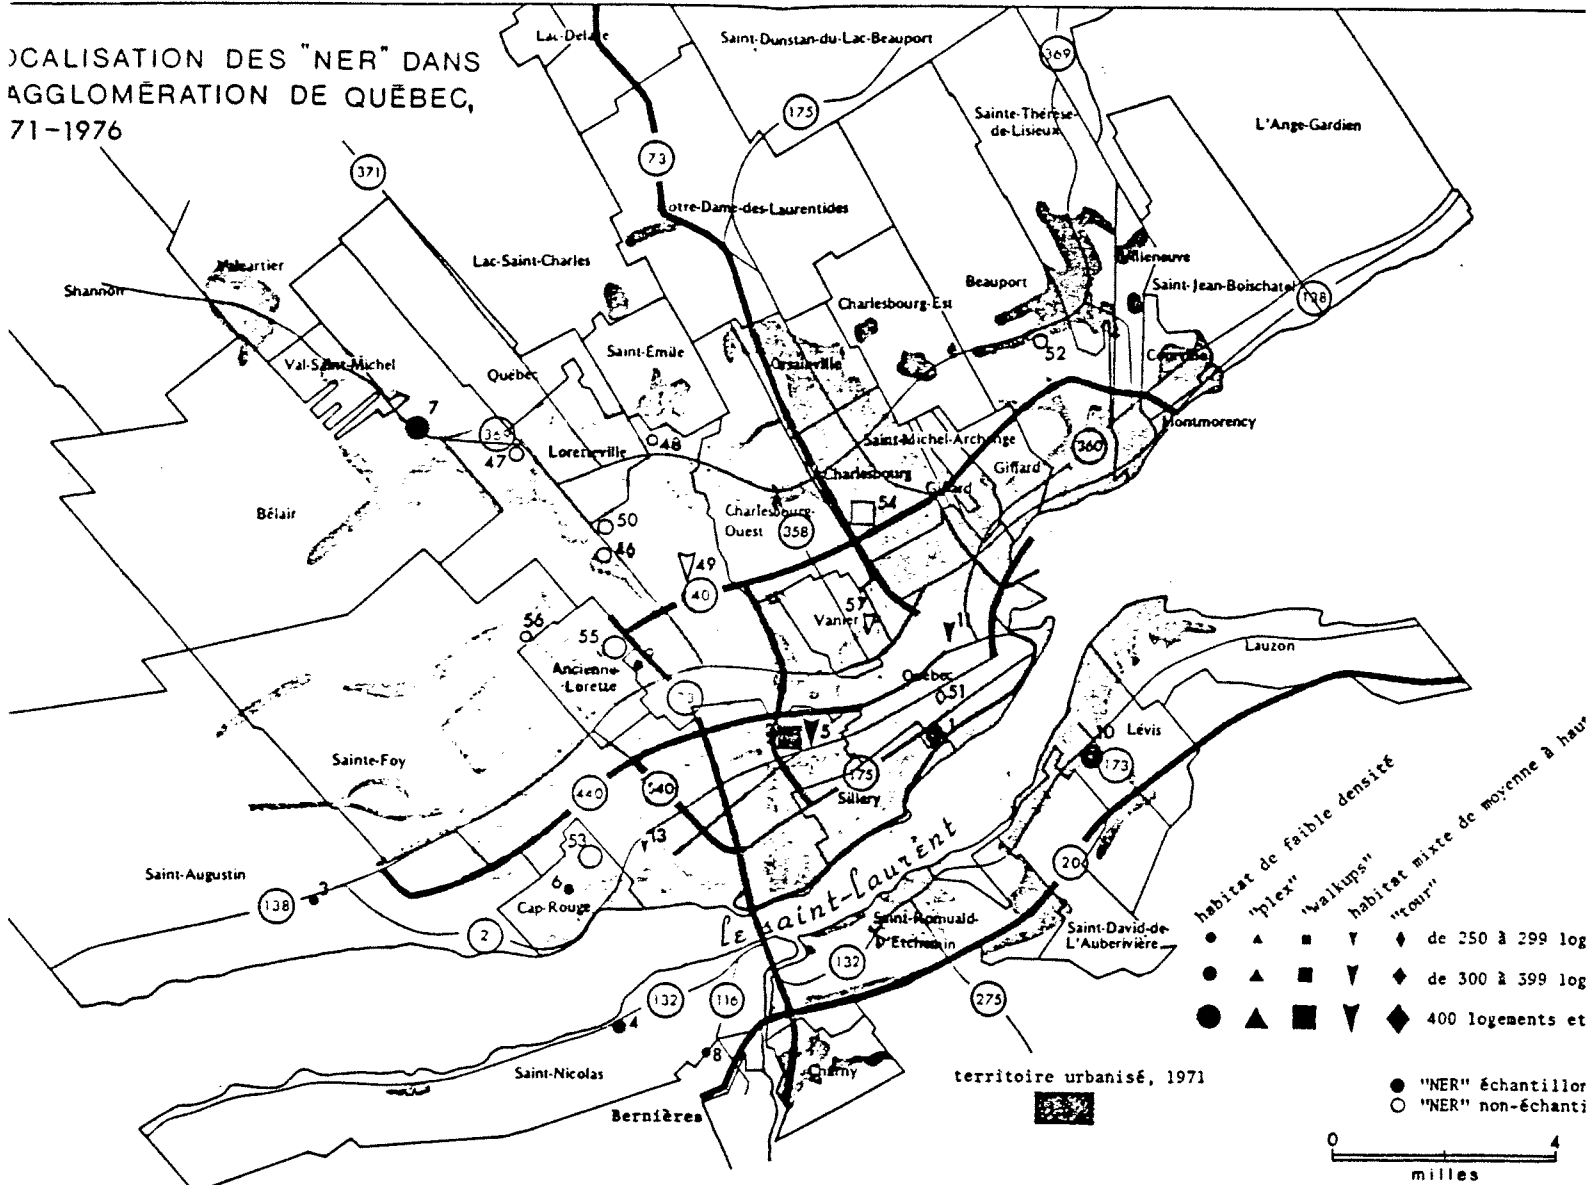 OCALISATION DES "NER" DANS
AGGLOMÉRATION DE QUÉBEC,
71-1976
Lac-Delage
Saint-Dunstan-du-Lac-Beauport
369
175
Sainte-Thérèse-
de-Lisieux
L'Ange-Gardien
73
371
otre-Dame-des-Laurentides
Lac-Saint-Charles
Valcartier
Shannon
Beauport
Villeneuve
Saint-Jean-Boischatel
138
Charlesbourg-Est
52
Saint-Émile
Orsainville
Courville
Val-Saint-Michel
Québec
7
Montmorency
47
Loretteville
48
Saint-Michel-Archange
360
Giffard
Charlesbourg
Giffard
Bélair
50
Charlesbourg-
Ouest
54
358
46
49
40
57
Vanier
11
56
55
Ancienne-
Lorette
Lauzon
Québec
51
73
5
1
10
Lévis
173
Sainte-Foy
175
Sillery
440
540
13
53
6
Cap-Rouge
20
Saint-Augustin
138
3
2
le saint-laurent
Saint-Romuald-
D'Etchemin
Saint-David-de-
L'Auberivière
132
132
116
275
4
8
Saint-Nicolas
Charny
Bernières
habitat de faible densité
"plex"
"walkups"
habitat mixte de moyenne à hau
"tour"
de 250 à 299 log
de 300 à 399 log
400 logements et
territoire urbanisé, 1971
"NER" échantillon
"NER" non-échanti
0 4
milles